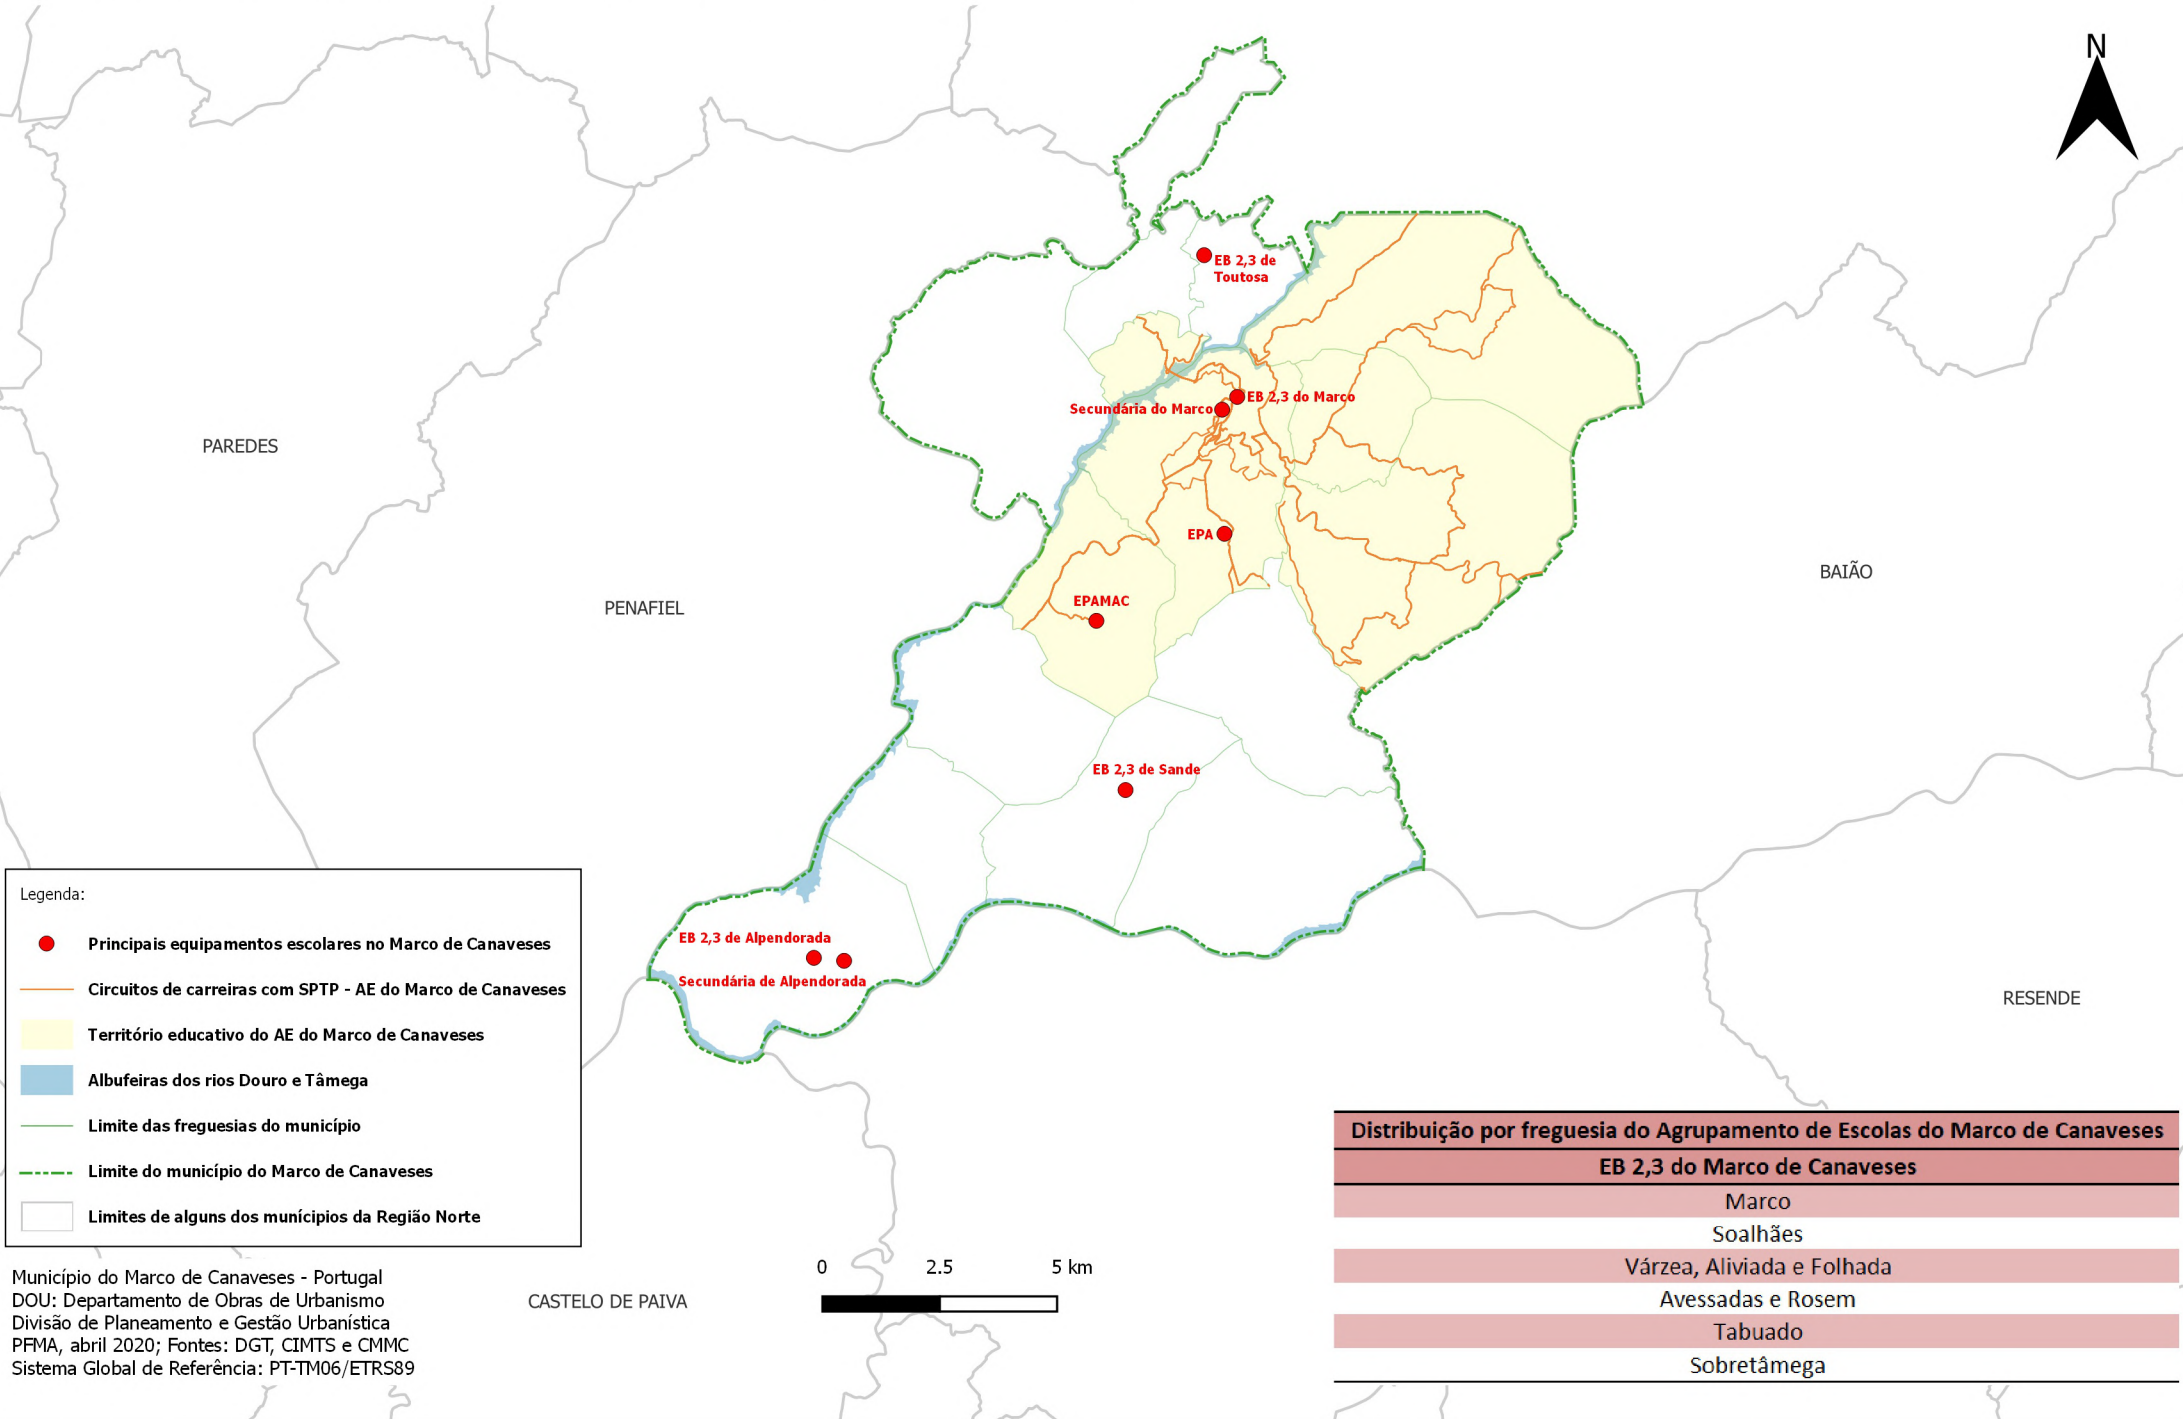 N
EB 2,3 de
Toutosa
EB 2,3 do Marco
Secundária do Marco
PAREDES
EPA
BAIÃO
EPAMAC
PENAFIEL
EB 2,3 de Sande
EB 2,3 de Alpendorada
Secundária de Alpendorada
RESENDE
CASTELO DE PAIVA
Legenda:
Principais equipamentos escolares no Marco de Canaveses
Circuitos de carreiras com SPTP - AE do Marco de Canaveses
Território educativo do AE do Marco de Canaveses
Albufeiras dos rios Douro e Tâmega
Limite das freguesias do município
Limite do município do Marco de Canaveses
Limites de alguns dos munícipios da Região Norte
Município do Marco de Canaveses - Portugal
DOU: Departamento de Obras de Urbanismo
Divisão de Planeamento e Gestão Urbanística
PFMA, abril 2020; Fontes: DGT, CIMTS e CMMC
Sistema Global de Referência: PT-TM06/ETRS89
0 2.5 5 km
Distribuição por freguesia do Agrupamento de Escolas do Marco de Canaveses
EB 2,3 do Marco de Canaveses
Marco
Soalhães
Várzea, Aliviada e Folhada
Avessadas e Rosem
Tabuado
Sobretâmega